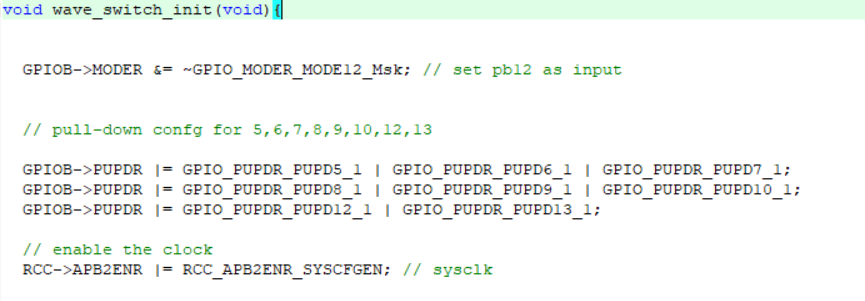 void wave_switch_init(void){
GPIOB->MODER &= ~GPIO_MODER_MODE12_Msk; // set pb12 as input
// pull-down confg for 5,6,7,8,9,10,12,13
GPIOB->PUPDR |= GPIO_PUPDR_PUPD5_1 | GPIO_PUPDR_PUPD6_1 | GPIO_PUPDR_PUPD7_1;
GPIOB->PUPDR |= GPIO_PUPDR_PUPD8_1 | GPIO_PUPDR_PUPD9_1 | GPIO_PUPDR_PUPD10_1;
GPIOB->PUPDR |= GPIO_PUPDR_PUPD12_1 | GPIO_PUPDR_PUPD13_1;
// enable the clock
RCC->APB2ENR |= RCC_APB2ENR_SYSCFGEN; // sysclk